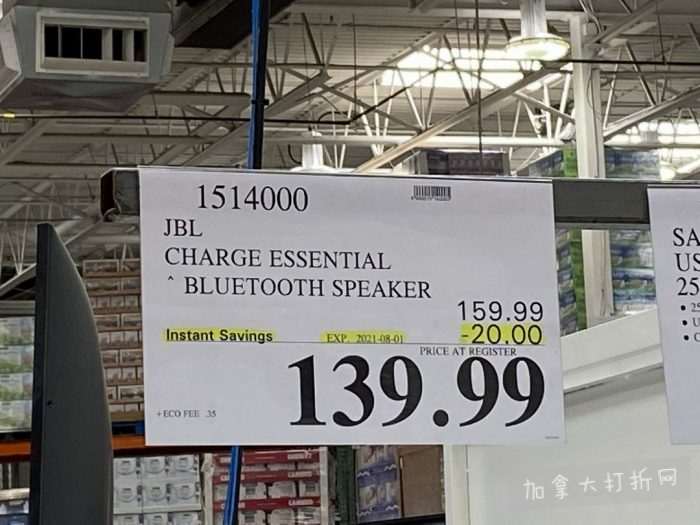 1514000
JBL
CHARGE ESSENTIAL
^ BLUETOOTH SPEAKER
159.99
Instant Savings EXP. 2021-08-01 -20.00
PRICE AT REGISTER
139.99
+ECO FEE .35
SA
US
25
• 25
• U
• C
加拿大打折网